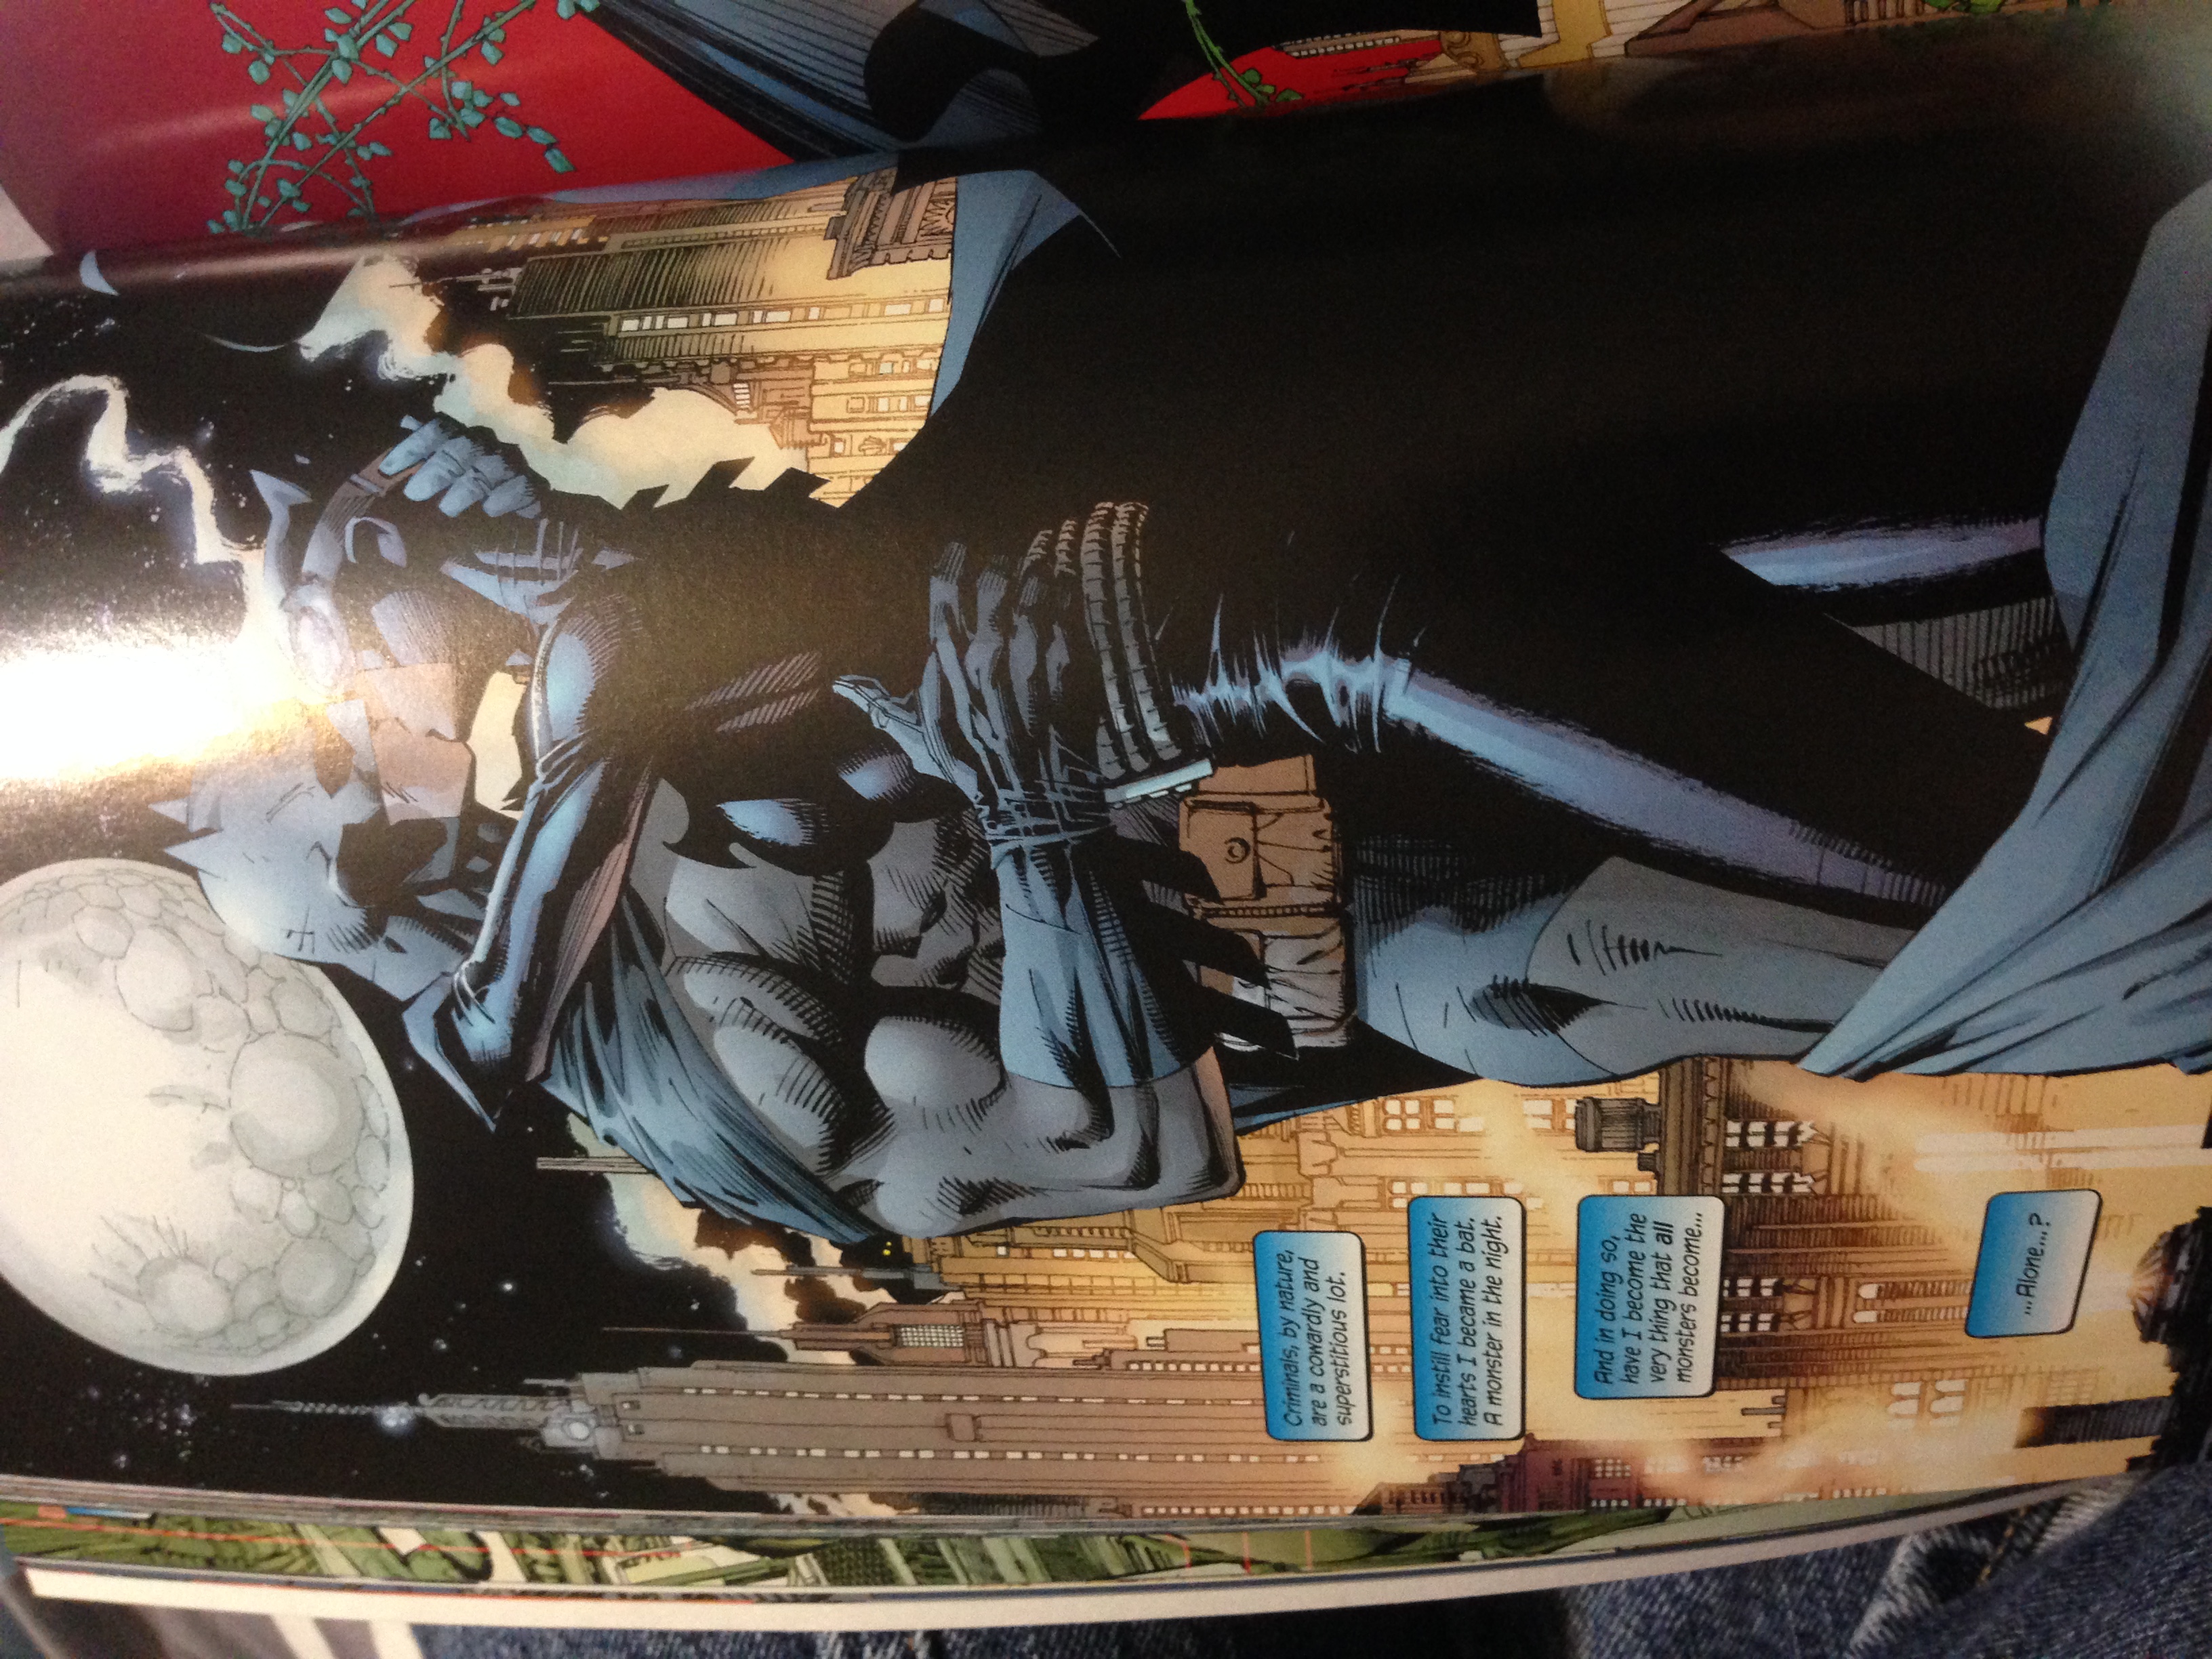 Criminals, by nature,
are a cowardly and
superstitious lot.
To instill fear into their
hearts I became a bat.
A monster in the night.
And in doing so,
have I become the
very thing that all
monsters become...
...Alone...?